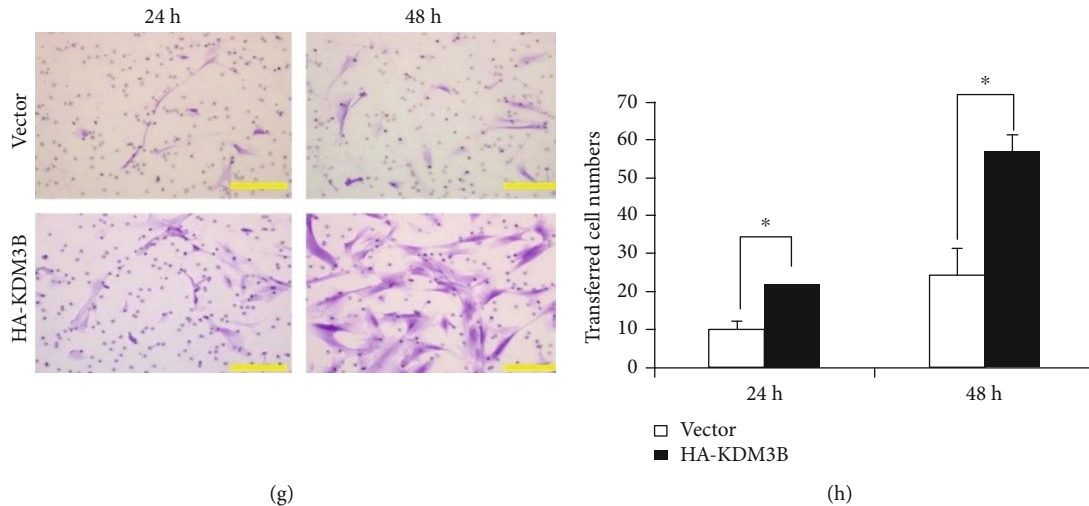 24 h
48 h
Vector
HA-KDM3B
(g)
Transferred cell numbers
70
60
50
40
30
20
10
0
*
*
24 h
48 h
Vector
HA-KDM3B
(h)